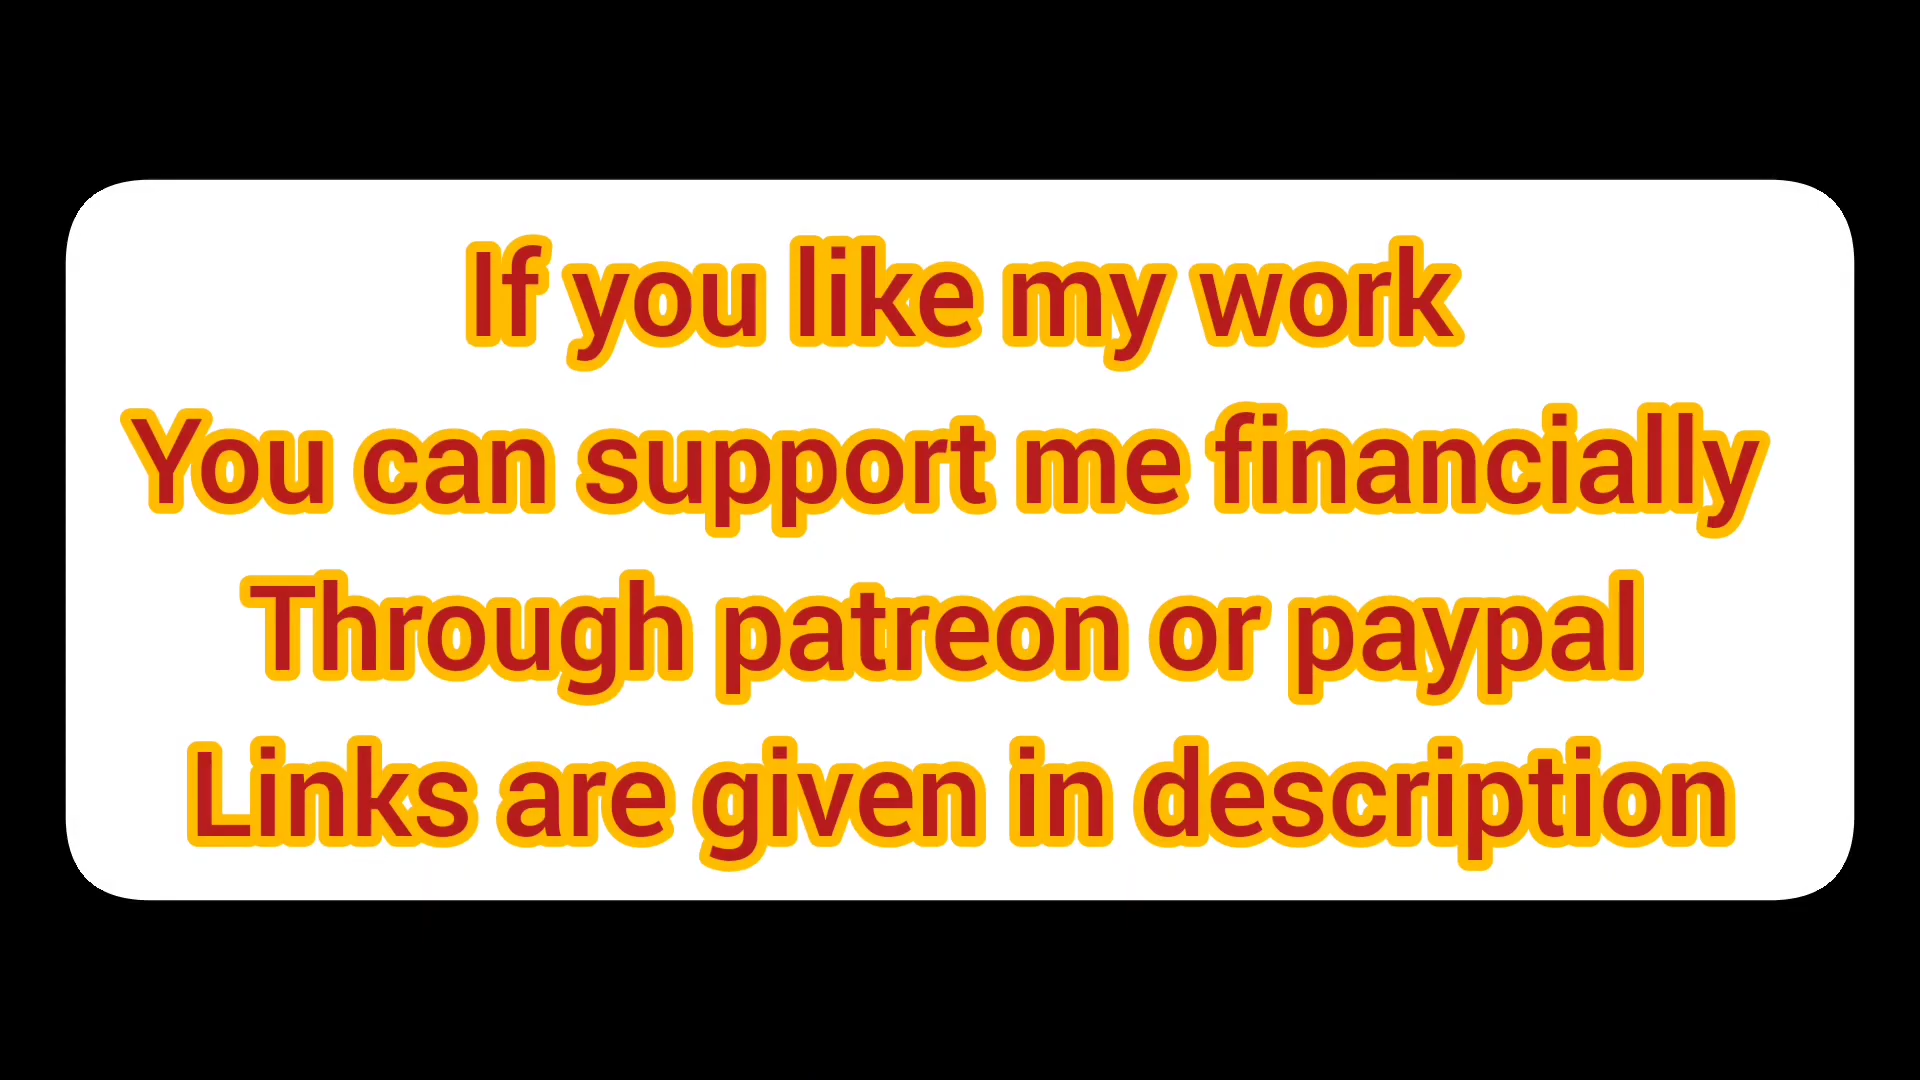 If you like my work
You can support me financially
Through patreon or paypal
Links are given in description